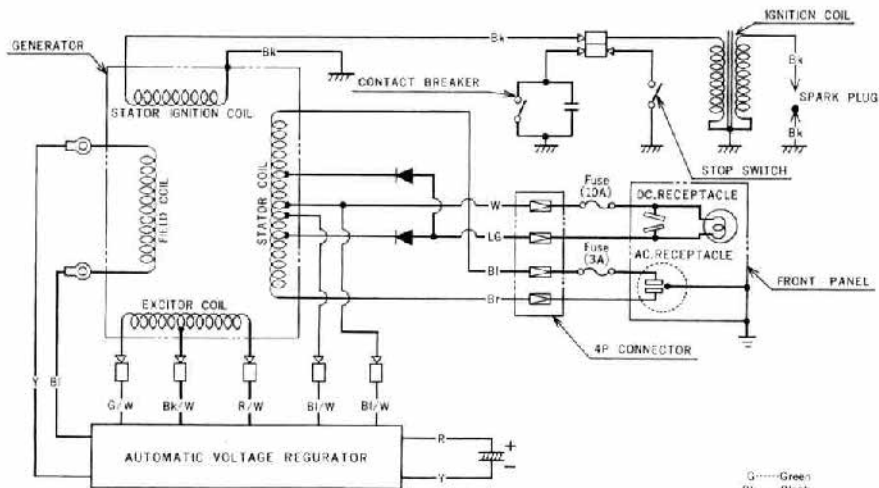 IGNITION COIL
GENERATOR
Bk
Bk
Bk
CONTACT BREAKER
SPARK PLUG
STATOR IGNITION COIL
Bk
STOP SWITCH
FIELD COIL
STATOR COIL
Fuse
(10A)
DC.RECEPTACLE
W
LG
Fuse
(3A)
AC.RECEPTACLE
Bl
FRONT PANEL
EXCITOR COIL
Br
4P CONNECTOR
Y
Bl
G/W
Bk/W
R/W
Bl/W
Bl/W
R
+
AUTOMATIC VOLTAGE REGURATOR
−
Y
G-----Green